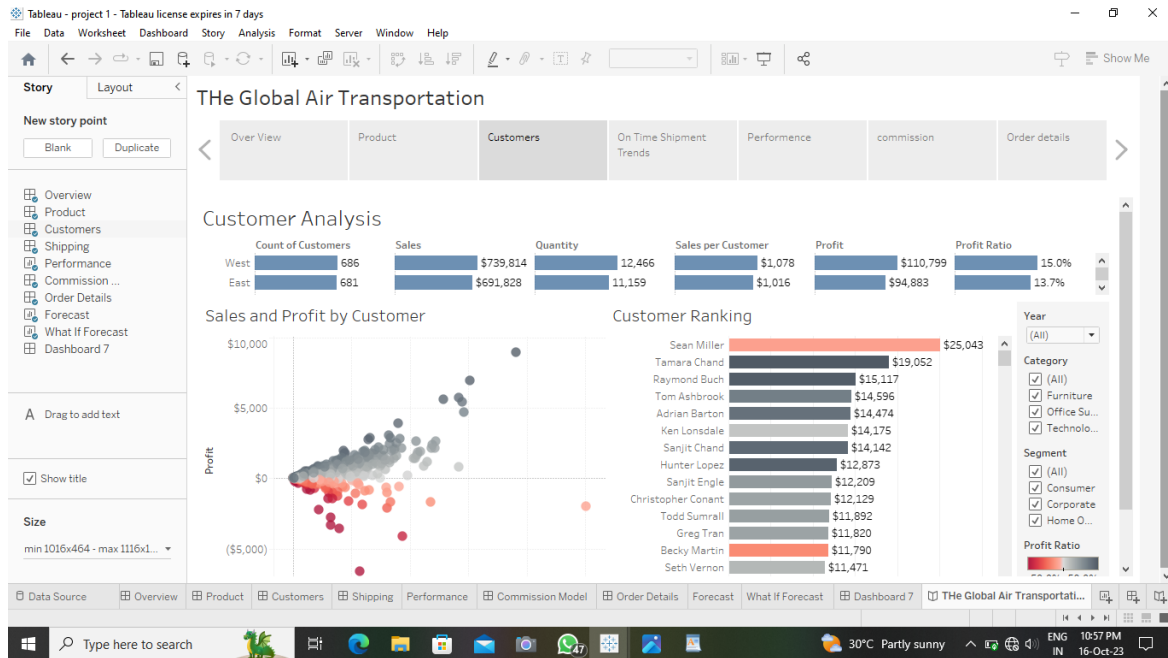 Tableau - project 1 - Tableau license expires in 7 days
File Data Worksheet Dashboard Story Analysis Format Server Window Help
Show Me
Story Layout
New story point
Blank Duplicate
Overview
Product
Customers
Shipping
Performance
Commission ...
Order Details
Forecast
What If Forecast
Dashboard 7
A Drag to add text
Show title
Size
min 1016x464 - max 1116x1...
THe Global Air Transportation
Over View
Product
Customers
On Time Shipment
Trends
Performence
commission
Order details
Customer Analysis
Count of Customers Sales Quantity Sales per Customer Profit Profit Ratio
West 686 $739,814 12,466 $1,078 $110,799 15.0%
East 681 $691,828 11,159 $1,016 $94,883 13.7%
Sales and Profit by Customer
$10,000
$5,000
$0
($5,000)
Profit
Customer Ranking
Sean Miller $25,043
Tamara Chand $19,052
Raymond Buch $15,117
Tom Ashbrook $14,596
Adrian Barton $14,474
Ken Lonsdale $14,175
Sanjit Chand $14,142
Hunter Lopez $12,873
Sanjit Engle $12,209
Christopher Conant $12,129
Todd Sumrall $11,892
Greg Tran $11,820
Becky Martin $11,790
Seth Vernon $11,471
Year
(All)
Category
(All)
Furniture
Office Su...
Technolo...
Segment
(All)
Consumer
Corporate
Home O...
Profit Ratio
Data Source Overview Product Customers Shipping Performance Commission Model Order Details Forecast What If Forecast Dashboard 7 THe Global Air Transportati...
Type here to search
47
30°C Partly sunny
ENG
IN
10:57 PM
16-Oct-23